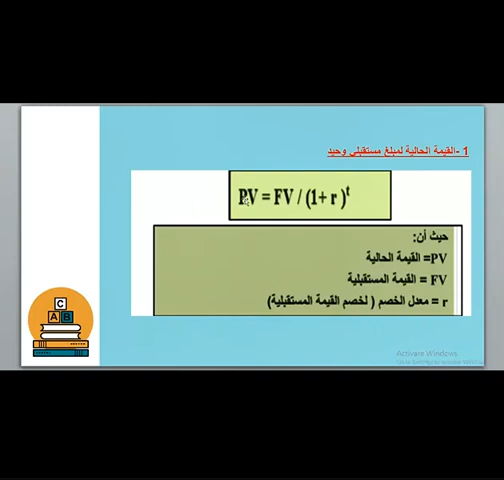 1 -القيمة الحالية لمبلغ مستقبلي وحيد
PV = FV / (1+ r )^t
حيث أن:
PV= القيمة الحالية
FV = القيمة المستقبلية
r = معدل الخصم ( لخصم القيمة المستقبلية)
C
A B
Activate Windows